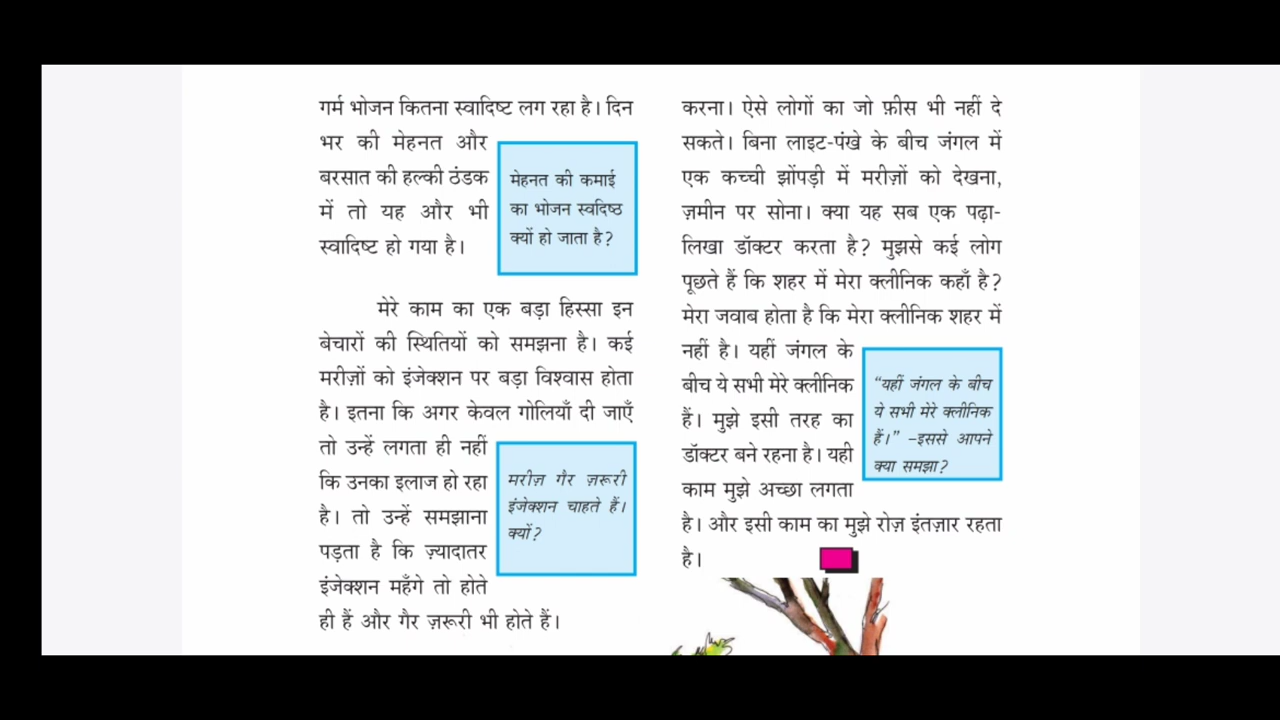 गर्म भोजन कितना स्वादिष्ट लग रहा है। दिन
भर की मेहनत और
बरसात की हल्की ठंडक
में तो यह और भी
स्वादिष्ट हो गया है।
मेहनत की कमाई
का भोजन स्वदिष्ठ
क्यों हो जाता है?
मेरे काम का एक बड़ा हिस्सा इन
बेचारों की स्थितियों को समझना है। कई
मरीज़ों को इंजेक्शन पर बड़ा विश्वास होता
है। इतना कि अगर केवल गोलियाँ दी जाएँ
तो उन्हें लगता ही नहीं
कि उनका इलाज हो रहा
है। तो उन्हें समझाना
पड़ता है कि ज़्यादातर
इंजेक्शन महँगे तो होते
ही हैं और गैर ज़रूरी भी होते हैं।
मरीज़ गैर ज़रूरी
इंजेक्शन चाहते हैं।
क्यों?
करना। ऐसे लोगों का जो फ़ीस भी नहीं दे
सकते। बिना लाइट-पंखे के बीच जंगल में
एक कच्ची झोंपड़ी में मरीज़ों को देखना,
ज़मीन पर सोना। क्या यह सब एक पढ़ा-
लिखा डॉक्टर करता है? मुझसे कई लोग
पूछते हैं कि शहर में मेरा क्लीनिक कहाँ है?
मेरा जवाब होता है कि मेरा क्लीनिक शहर में
नहीं है। यहीं जंगल के
बीच ये सभी मेरे क्लीनिक
हैं। मुझे इसी तरह का
डॉक्टर बने रहना है। यही
काम मुझे अच्छा लगता
है। और इसी काम का मुझे रोज़ इंतज़ार रहता
है।
“यहीं जंगल के बीच
ये सभी मेरे क्लीनिक
हैं।” –इससे आपने
क्या समझा?